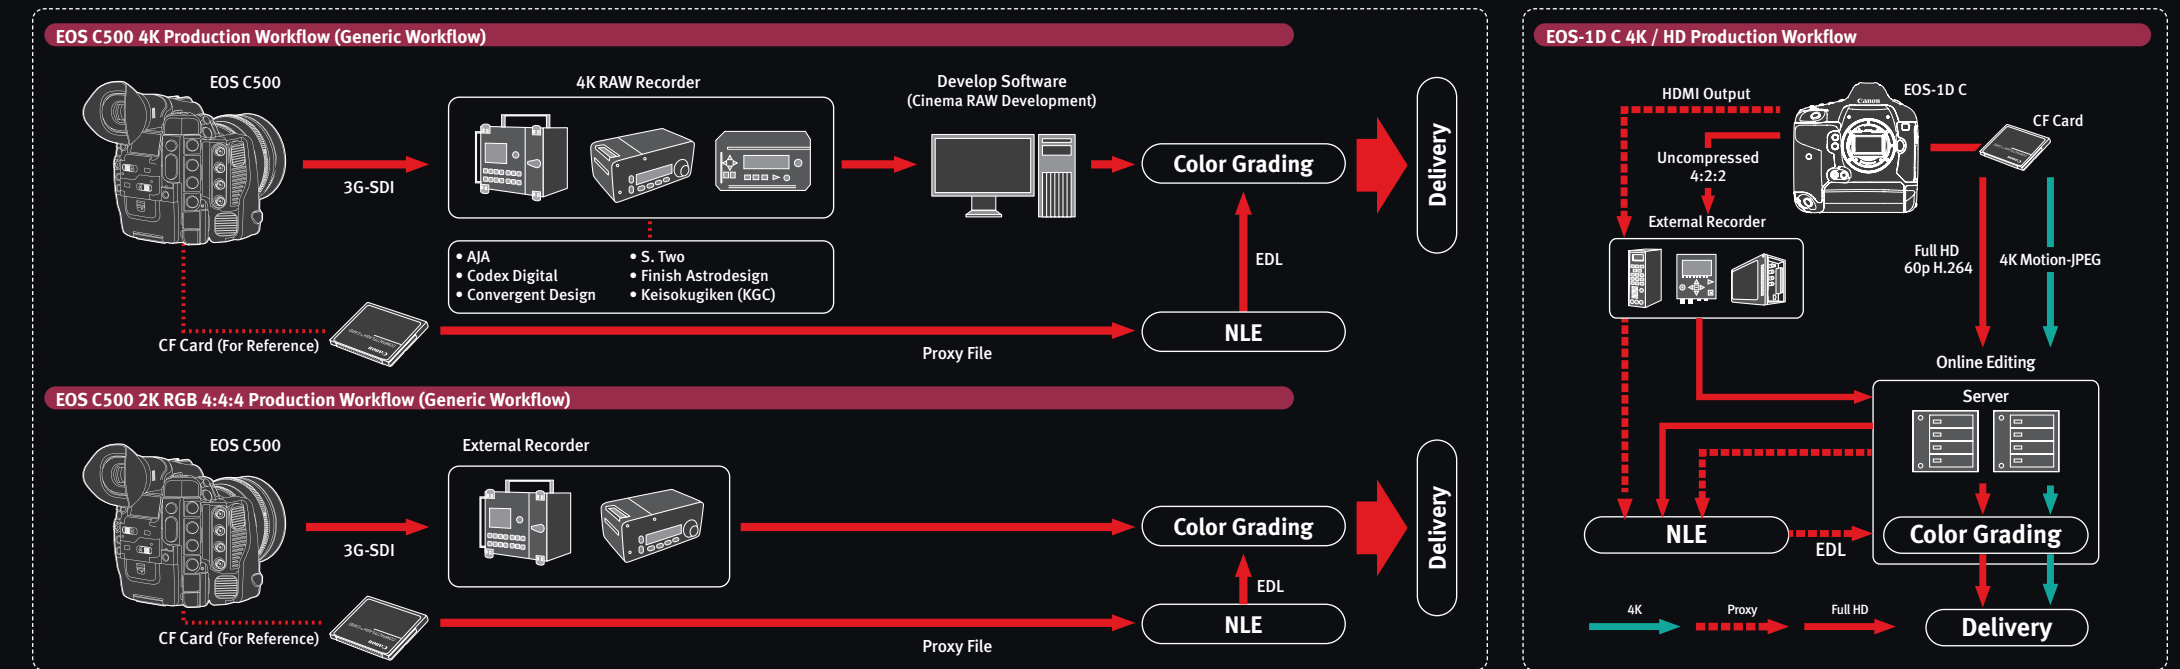 EOS C500 4K Production Workflow (Generic Workflow)
EOS C500
3G-SDI
4K RAW Recorder
Develop Software
(Cinema RAW Development)
Color Grading
Delivery
• AJA
• Codex Digital
• Convergent Design
• S. Two
• Finish Astrodesign
• Keisokugiken (KGC)
EDL
CF Card (For Reference)
Proxy File
NLE
EOS C500 2K RGB 4:4:4 Production Workflow (Generic Workflow)
EOS C500
3G-SDI
External Recorder
Color Grading
Delivery
EDL
CF Card (For Reference)
Proxy File
NLE
EOS-1D C 4K / HD Production Workflow
HDMI Output
Canon
EOS-1D C
CF Card
Uncompressed
4:2:2
External Recorder
Full HD
60p H.264
4K Motion-JPEG
Online Editing
Server
NLE
EDL
Color Grading
4K
Proxy
Full HD
Delivery